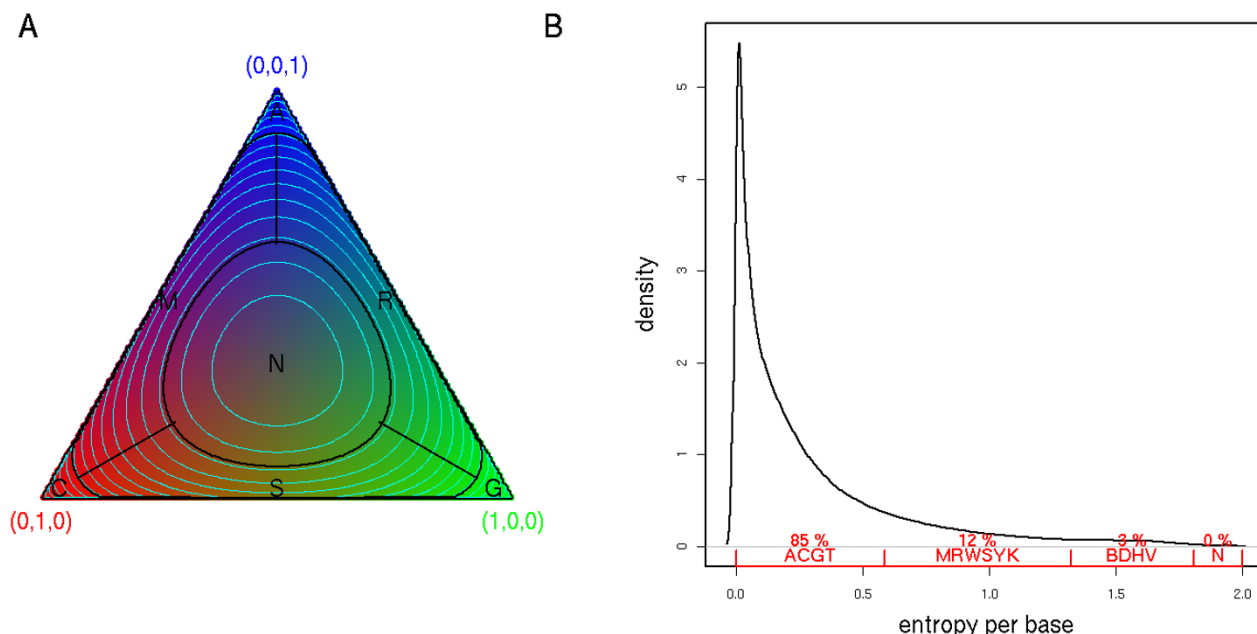 A
(0,0,1)
A
M
R
N
C
S
G
(0,1,0)
(1,0,0)
B
density
5
4
3
2
1
0
85 % 12 % 3 % 0 %
ACGT MRWSYK BDHV N
0.0 0.5 1.0 1.5 2.0
entropy per base